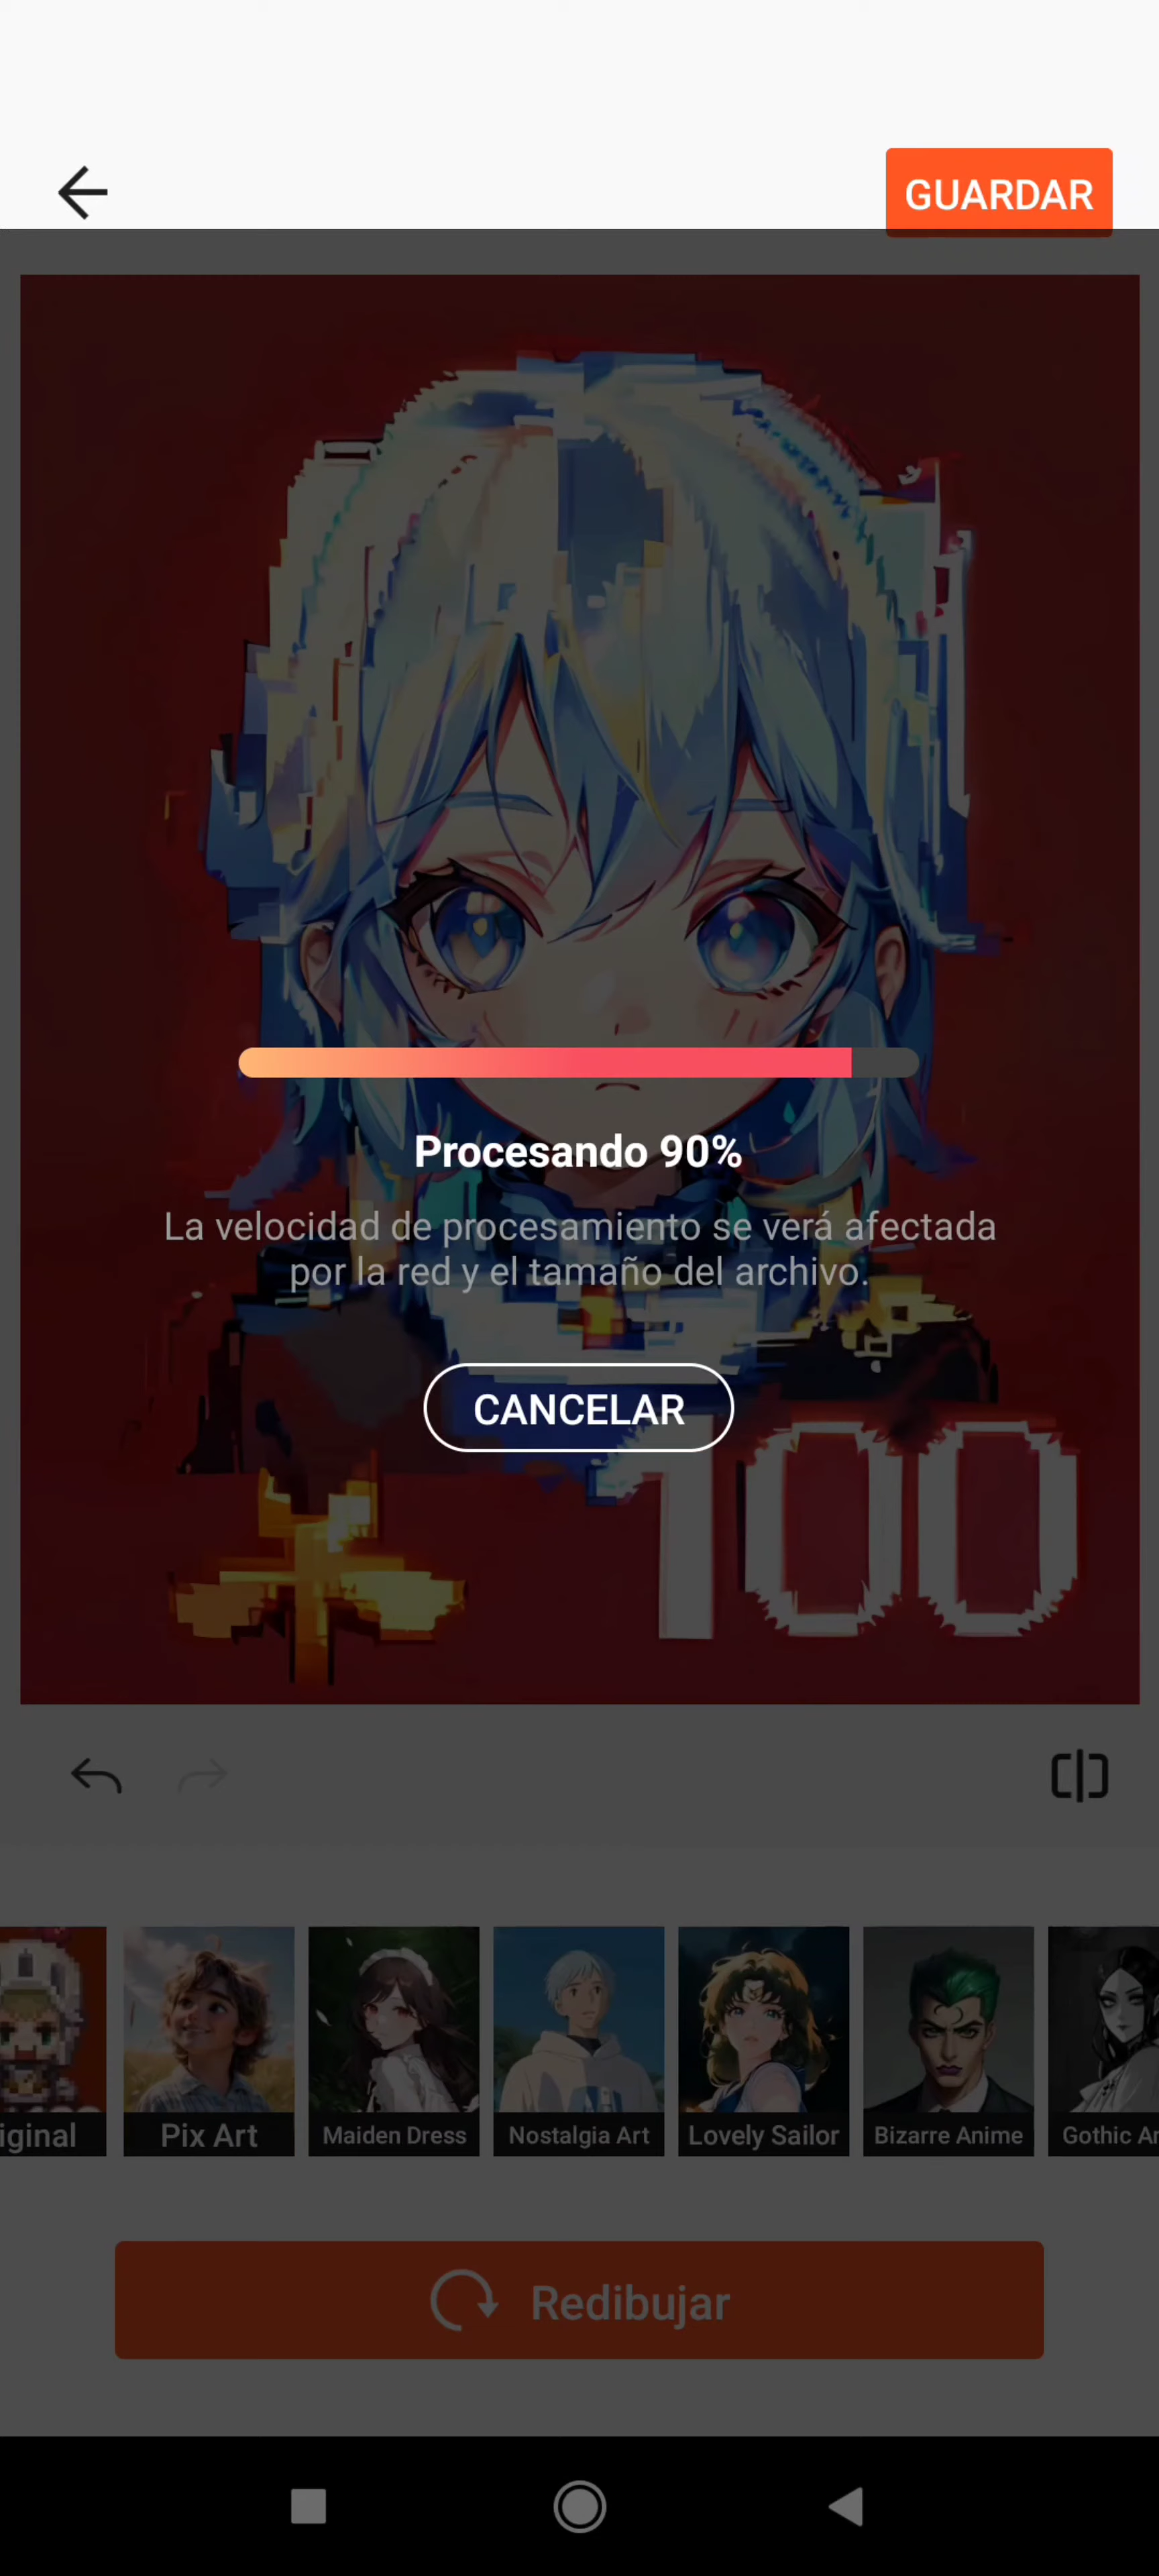 GUARDAR
Procesando 90%
La velocidad de procesamiento se verá afectada
por la red y el tamaño del archivo.
CANCELAR
100
iginal
Pix Art
Maiden Dress
Nostalgia Art
Lovely Sailor
Bizarre Anime
Gothic Ar
Redibujar